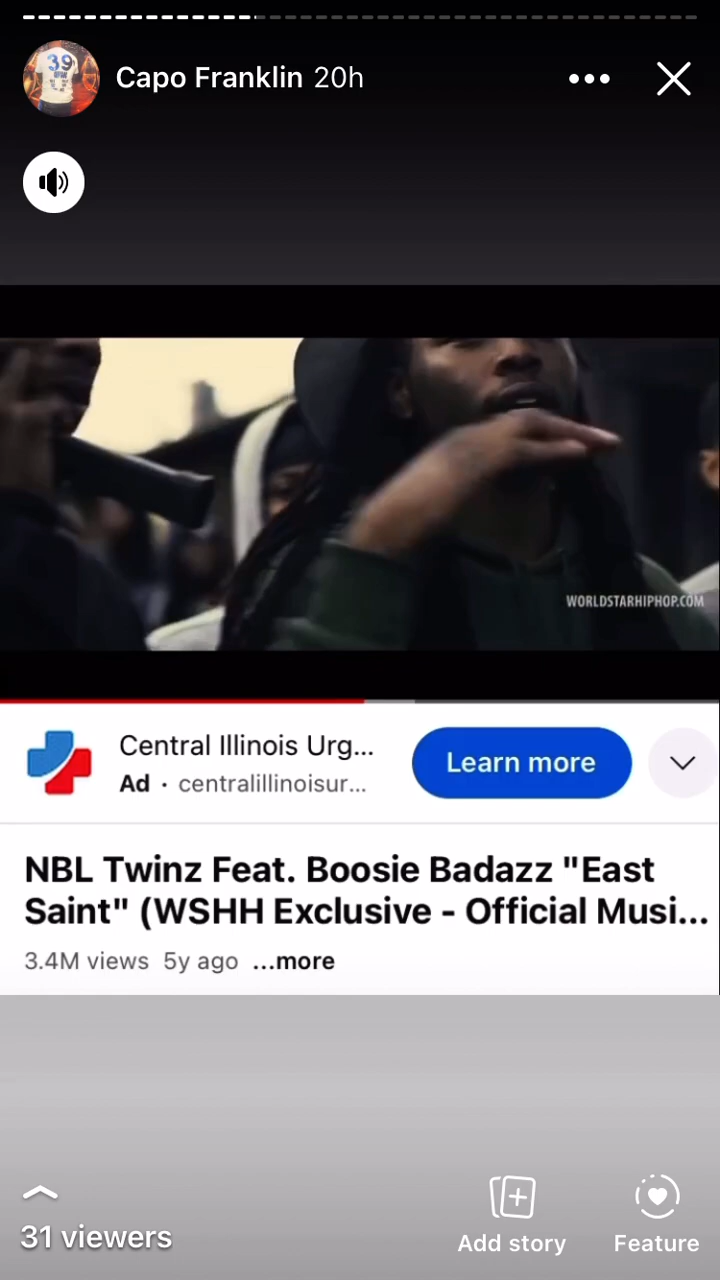 Capo Franklin 20h
39
WORLDSTARHIPHOP.COM
Central Illinois Urg...
Ad · centralillinoisur...
Learn more
NBL Twinz Feat. Boosie Badazz "East
Saint" (WSHH Exclusive - Official Musi...
3.4M views 5y ago ...more
31 viewers
Add story
Feature